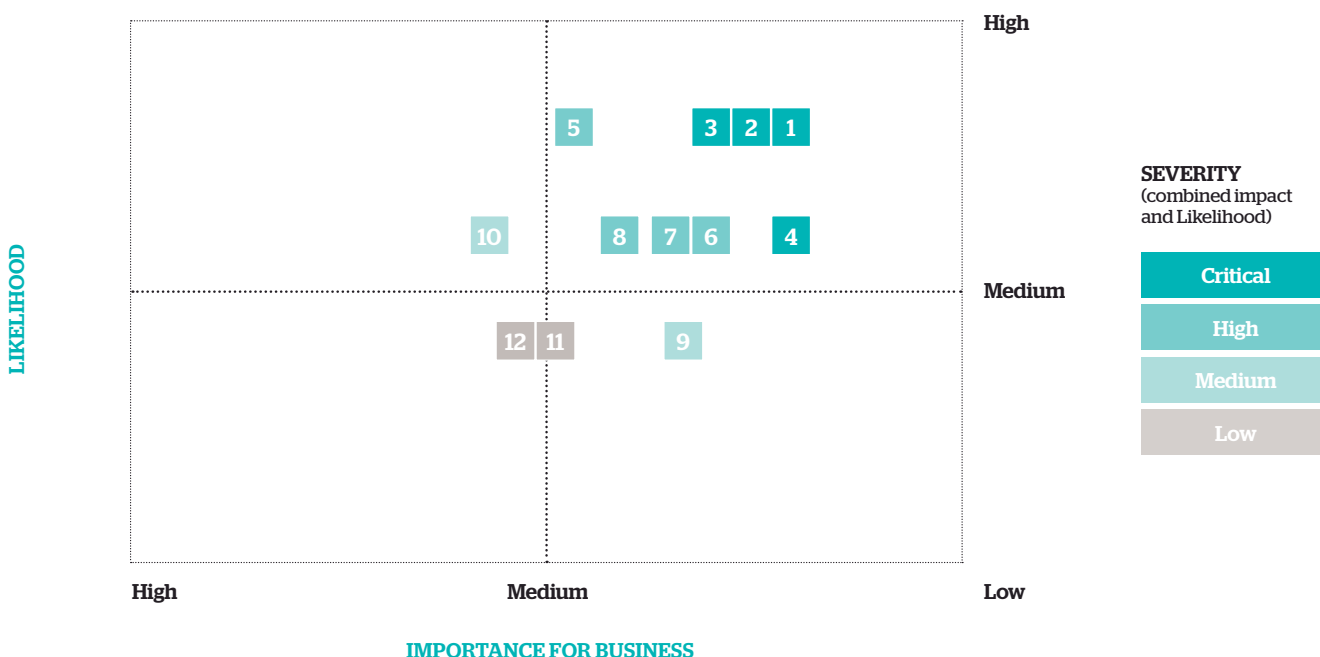 High
5
3
2
1
SEVERITY
(combined impact
and Likelihood)
10
8
7
6
4
LIKELIHOOD
Critical
Medium
High
12
11
9
Medium
Low
High
Medium
Low
IMPORTANCE FOR BUSINESS